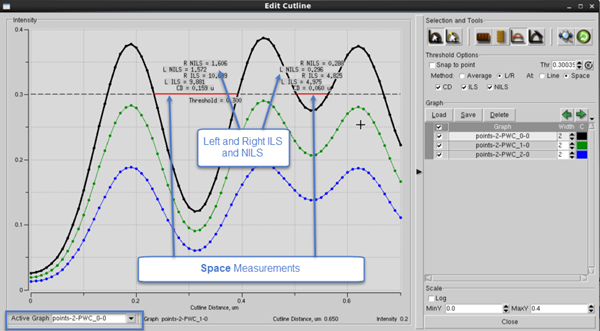 Edit Cutline
Intensity
0.4
0.3
0.2
0.1
0
R NILS = 1,606
L NILS = 1,572
L ILS = 9,881
CD = 0,159 u
Threshold = 0.300
L NILS = 0,296
R ILS = 4,825
L ILS = 4,975
CD = 0,060 u
Left and Right ILS
and NILS
Space Measurements
0.0
0.2
0.4
0.6
Cutline Distance, um
Active Graph points-2-PWC_0-0
Graph points-2-PWC_1-0
Cutline Distance, um 0.650
Intensity 0.2
Selection and Tools
Threshold Options
Snap to point
Thr 0.30035
Method: Average L/R At: Line Space
CD ILS NILS
Graph
Load Save Delete
Graph Width C
points-2-PWC_0-0 2
points-2-PWC_1-0 2
points-2-PWC_2-0 2
Scale
Log
MinY 0.0 MaxY 0.4
Close